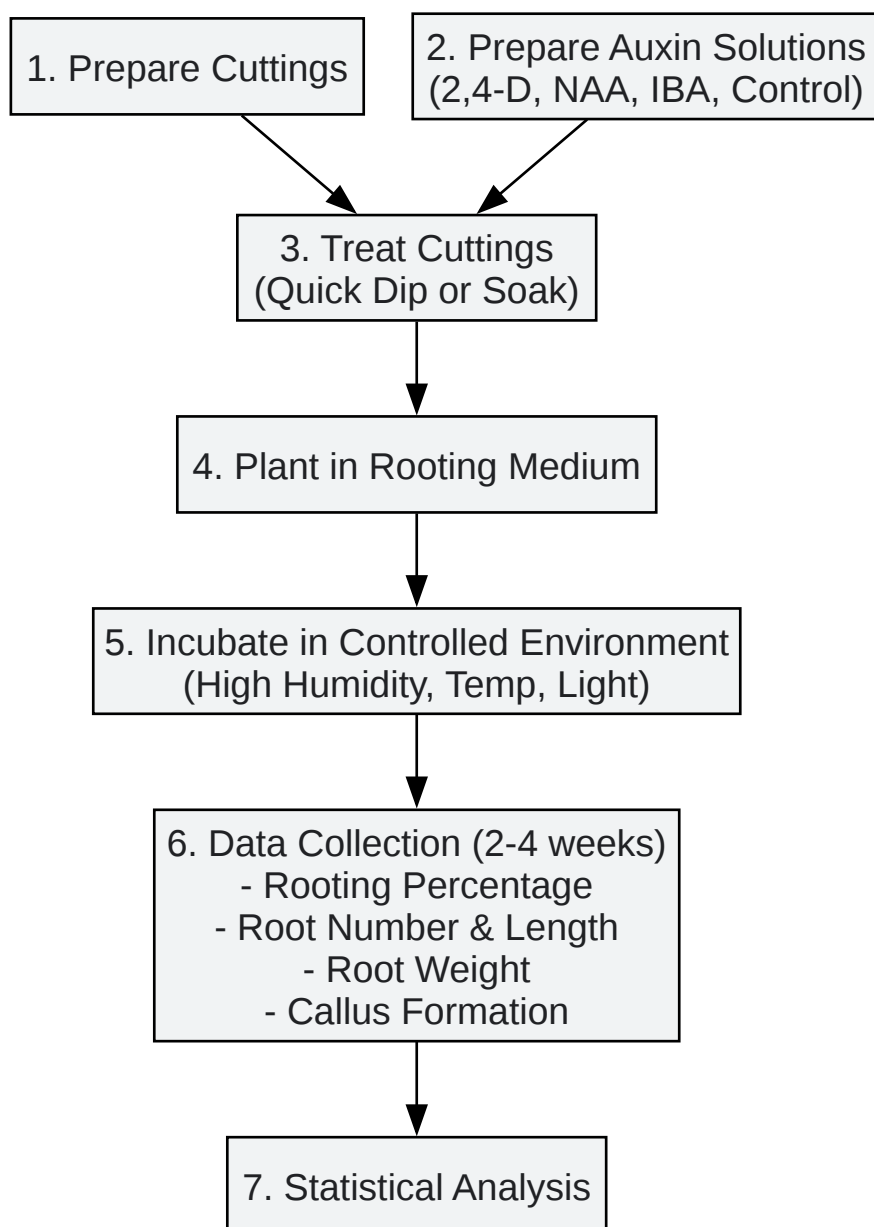 1. Prepare Cuttings
2. Prepare Auxin Solutions
(2,4-D, NAA, IBA, Control)
3. Treat Cuttings
(Quick Dip or Soak)
4. Plant in Rooting Medium
5. Incubate in Controlled Environment
(High Humidity, Temp, Light)
6. Data Collection (2-4 weeks)
- Rooting Percentage
- Root Number & Length
- Root Weight
- Callus Formation
7. Statistical Analysis